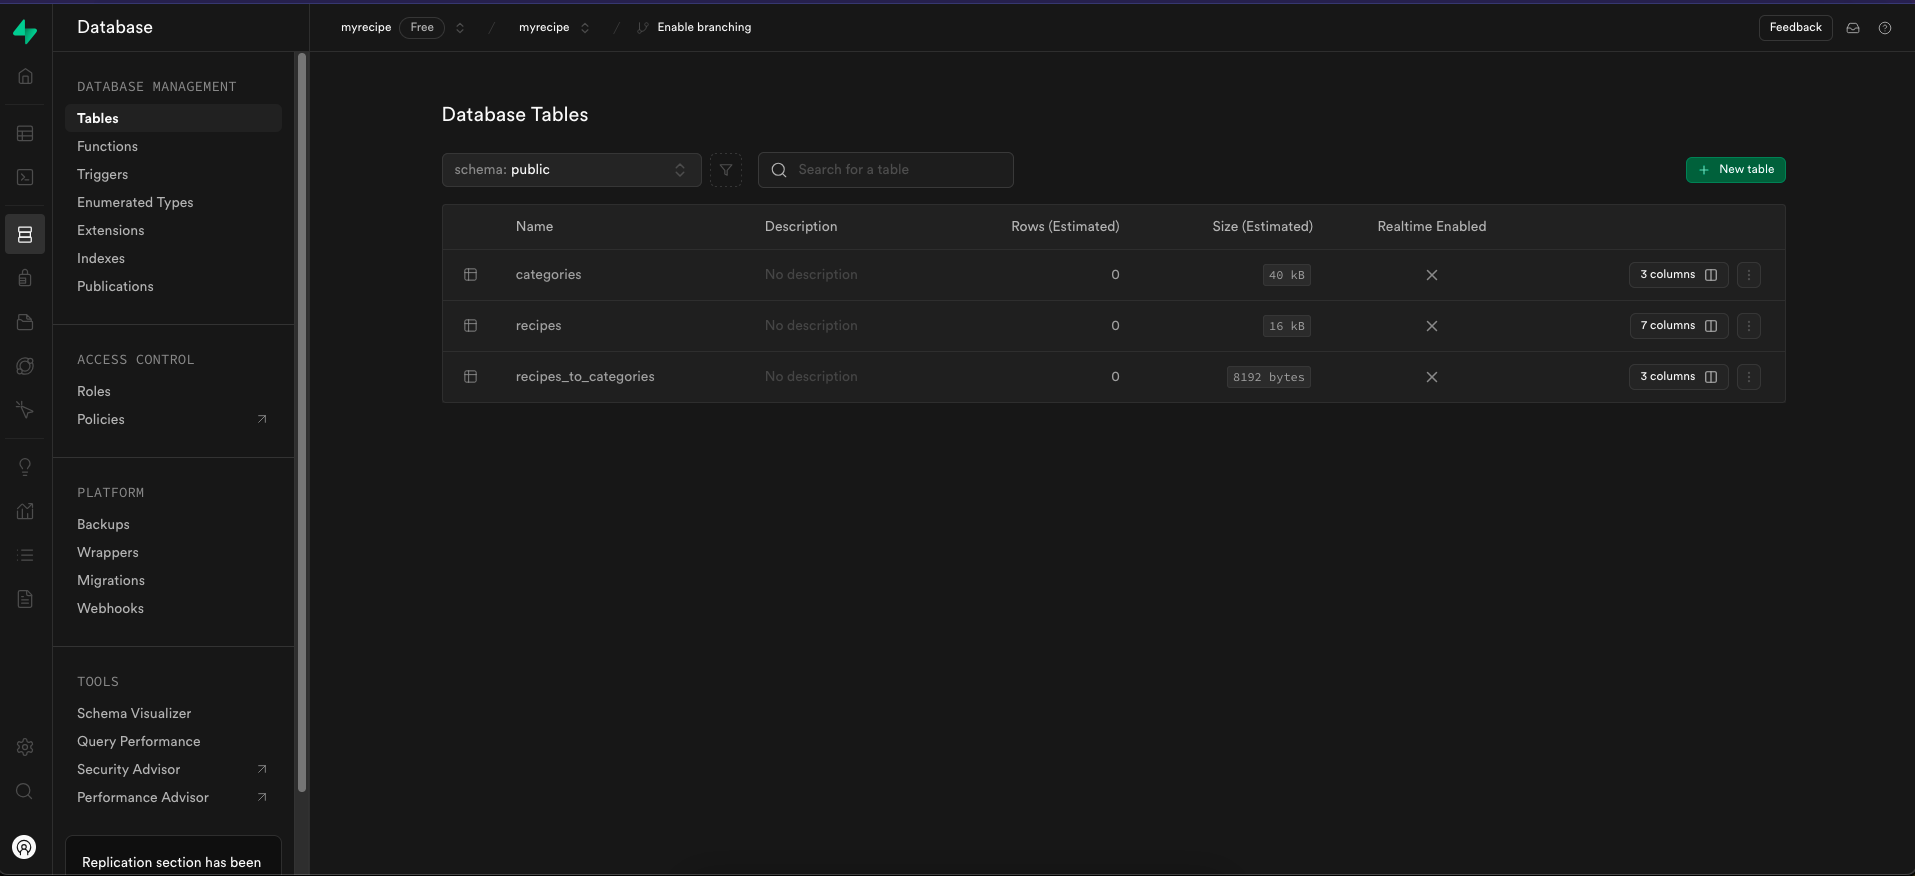 Database
myrecipe Free / myrecipe / Enable branching
Feedback
DATABASE MANAGEMENT
Tables
Functions
Triggers
Enumerated Types
Extensions
Indexes
Publications
ACCESS CONTROL
Roles
Policies
PLATFORM
Backups
Wrappers
Migrations
Webhooks
TOOLS
Schema Visualizer
Query Performance
Security Advisor
Performance Advisor
Replication section has been
Database Tables
schema: public
Search for a table
New table
Name Description Rows (Estimated) Size (Estimated) Realtime Enabled
categories No description 0 40 kB 3 columns
recipes No description 0 16 kB 7 columns
recipes_to_categories No description 0 8192 bytes 3 columns